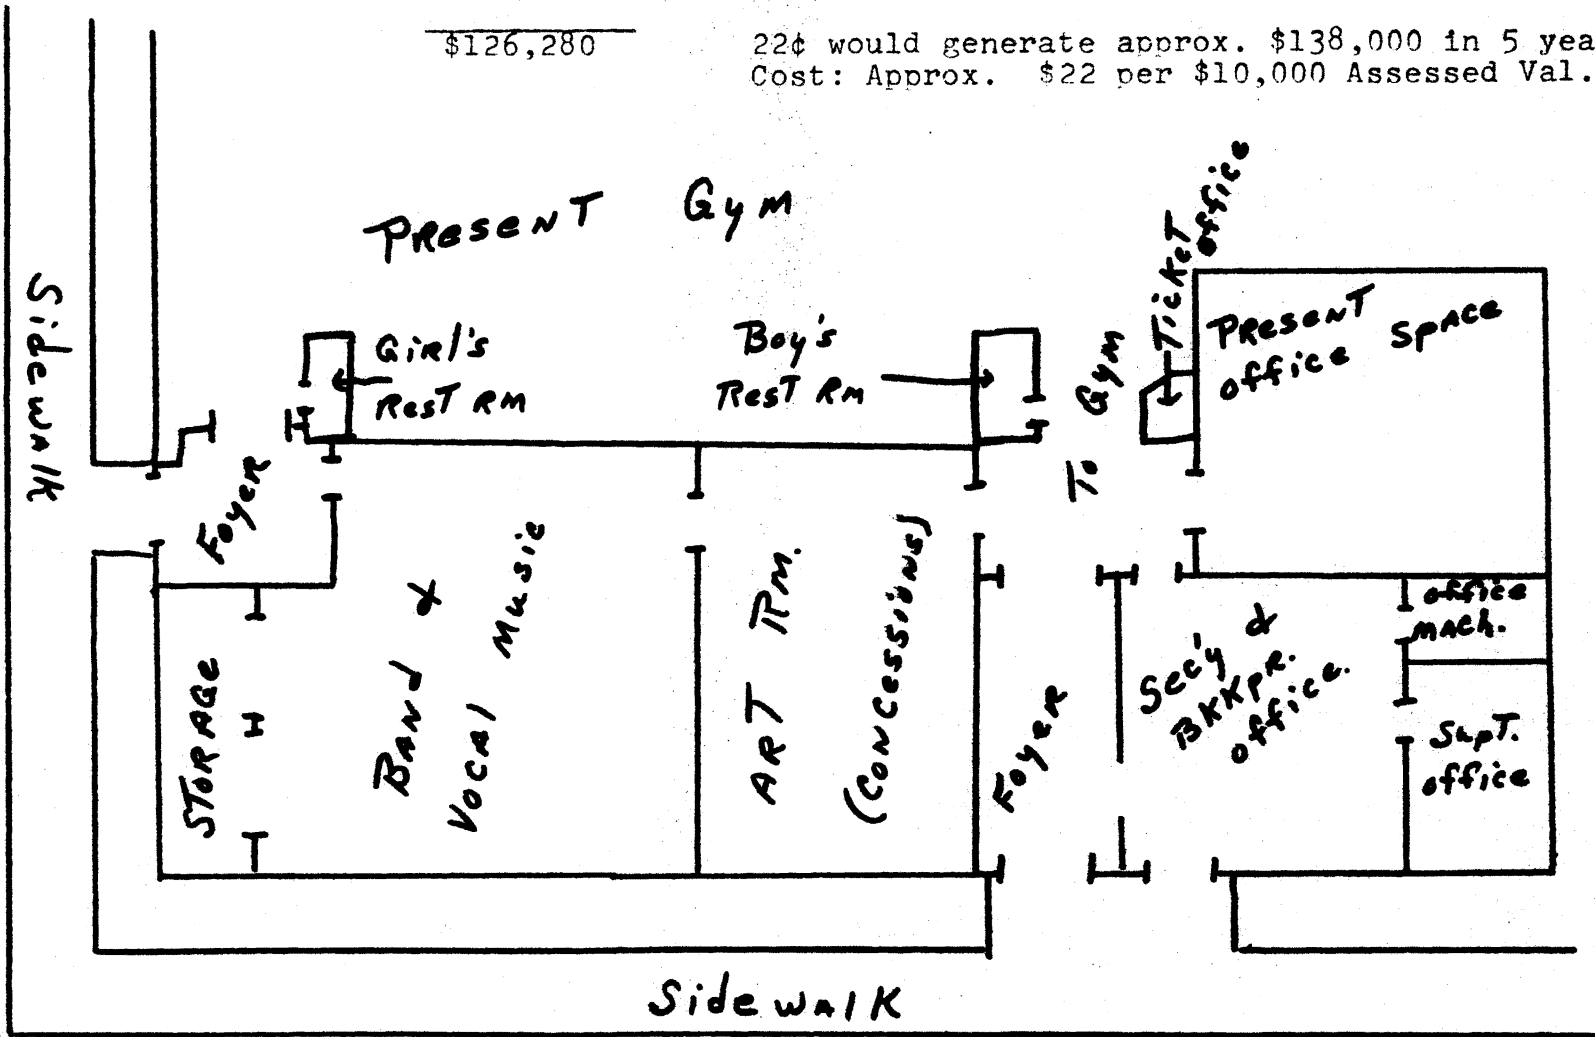 $126,280
22¢ would generate approx. $138,000 in 5 yea
Cost: Approx. $22 per $10,000 Assessed Val.
Present Gym
Sidewalk
Girl's
Rest Rm
Boy's
Rest Rm
To Gym
Ticket
office
Present
office Space
Foyer
Storage
Band &
Vocal Music
Art Rm.
(Concessions)
Foyer
Sec'y &
BKKpr.
office.
office
mach.
Supt.
office
Sidewalk